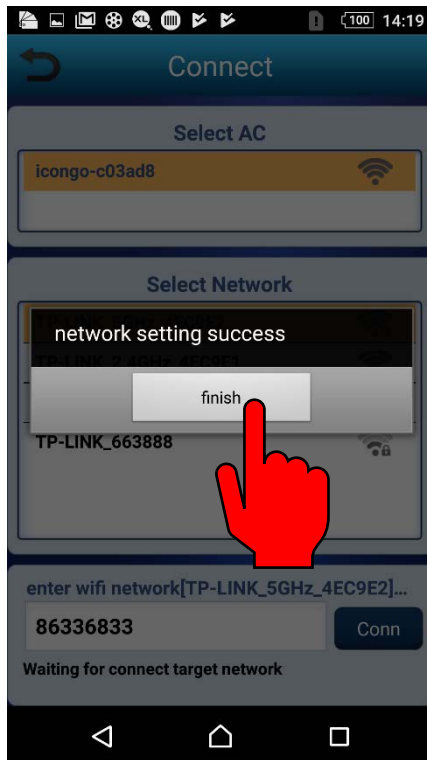 100 14:19
Connect
Select AC
icongo-c03ad8
Select Network
network setting success
TP-LINK_2.4GHz_4EC9E1
finish
TP-LINK_663888
enter wifi network[TP-LINK_5GHz_4EC9E2]...
86336833
Conn
Waiting for connect target network